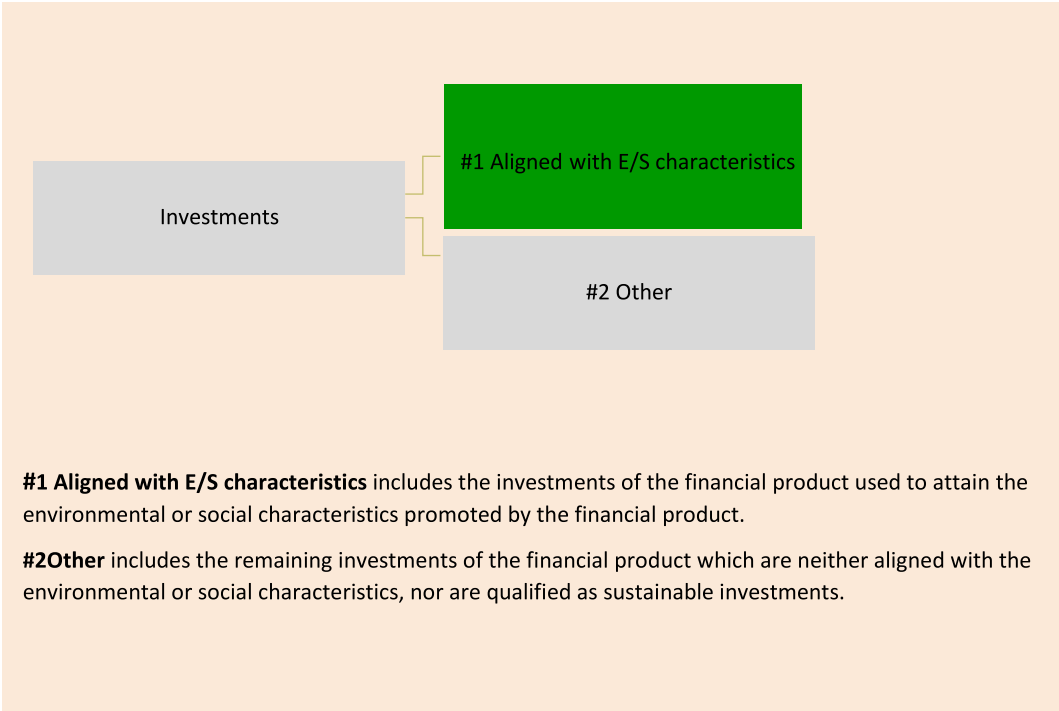 #1 Aligned with E/S characteristics
Investments
#2 Other
#1 Aligned with E/S characteristics includes the investments of the financial product used to attain the
environmental or social characteristics promoted by the financial product.
#2Other includes the remaining investments of the financial product which are neither aligned with the
environmental or social characteristics, nor are qualified as sustainable investments.